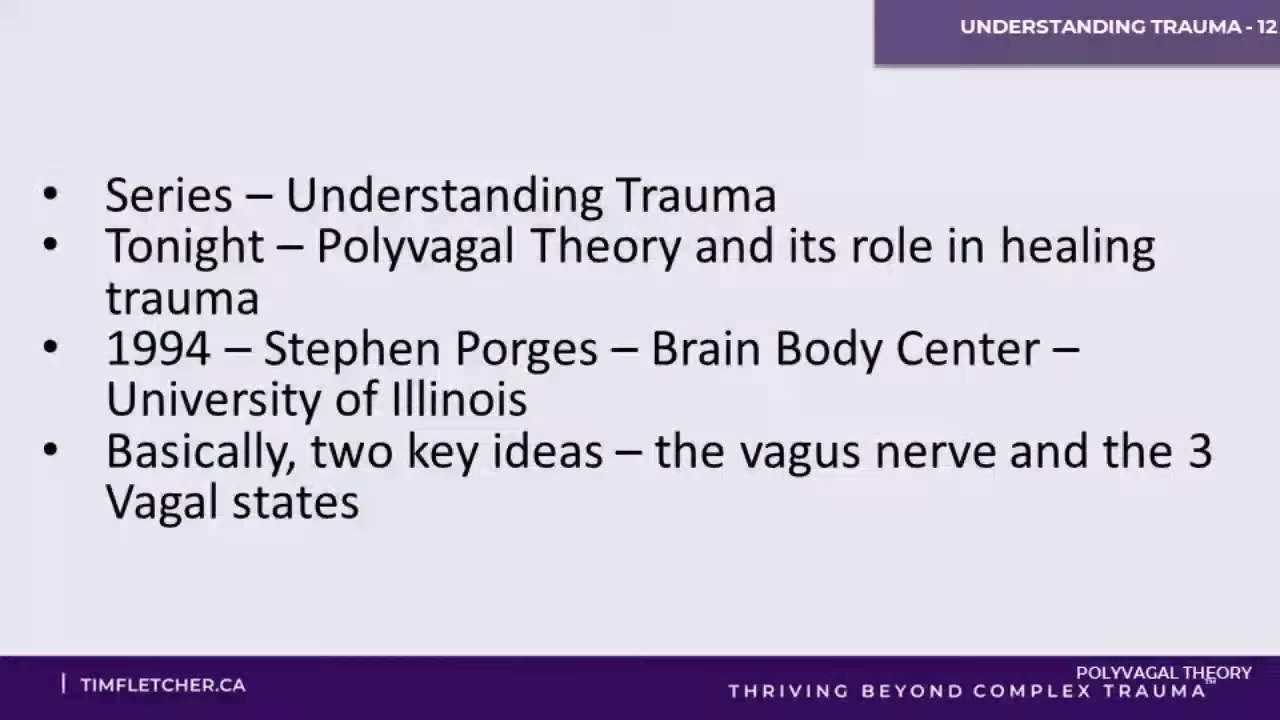 UNDERSTANDING TRAUMA - 12
• Series – Understanding Trauma
• Tonight – Polyvagal Theory and its role in healing
trauma
• 1994 – Stephen Porges – Brain Body Center –
University of Illinois
• Basically, two key ideas – the vagus nerve and the 3
Vagal states
| TIMFLETCHER.CA
POLYVAGAL THEORY
THRIVING BEYOND COMPLEX TRAUMA™